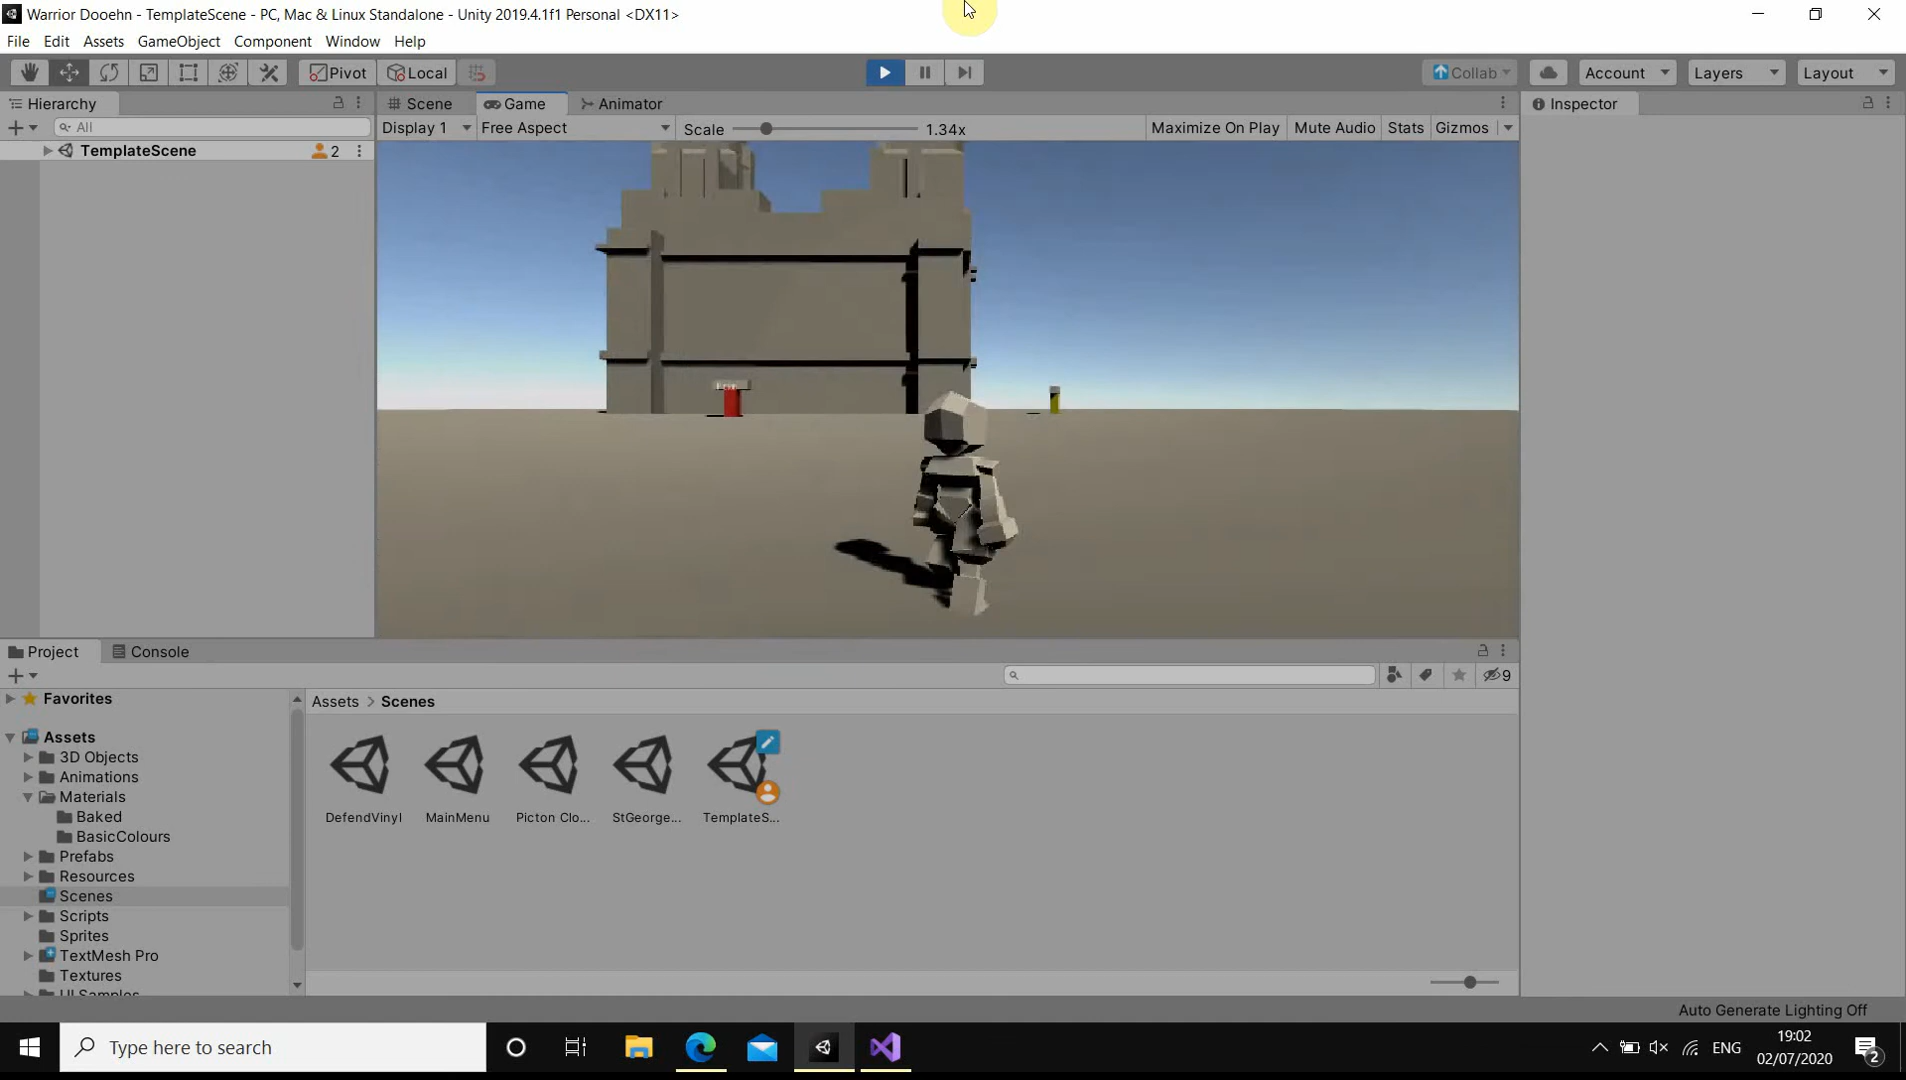 Warrior Dooehn - TemplateScene - PC, Mac & Linux Standalone - Unity 2019.4.1f1 Personal <DX11>
File Edit Assets GameObject Component Window Help
Pivot Local Collab Account Layers Layout
Hierarchy Scene Game Animator Inspector
All Display 1 Free Aspect Scale 1.34x Maximize On Play Mute Audio Stats Gizmos
TemplateScene 2
Project Console
9
Favorites
Assets > Scenes
Assets
3D Objects
Animations
Materials
Baked
BasicColours
Prefabs
Resources
Scenes
Scripts
Sprites
TextMesh Pro
Textures
UI Samples
DefendVinyl MainMenu Picton Clo... StGeorge... TemplateS...
Auto Generate Lighting Off
Type here to search
ENG
19:02
02/07/2020
2